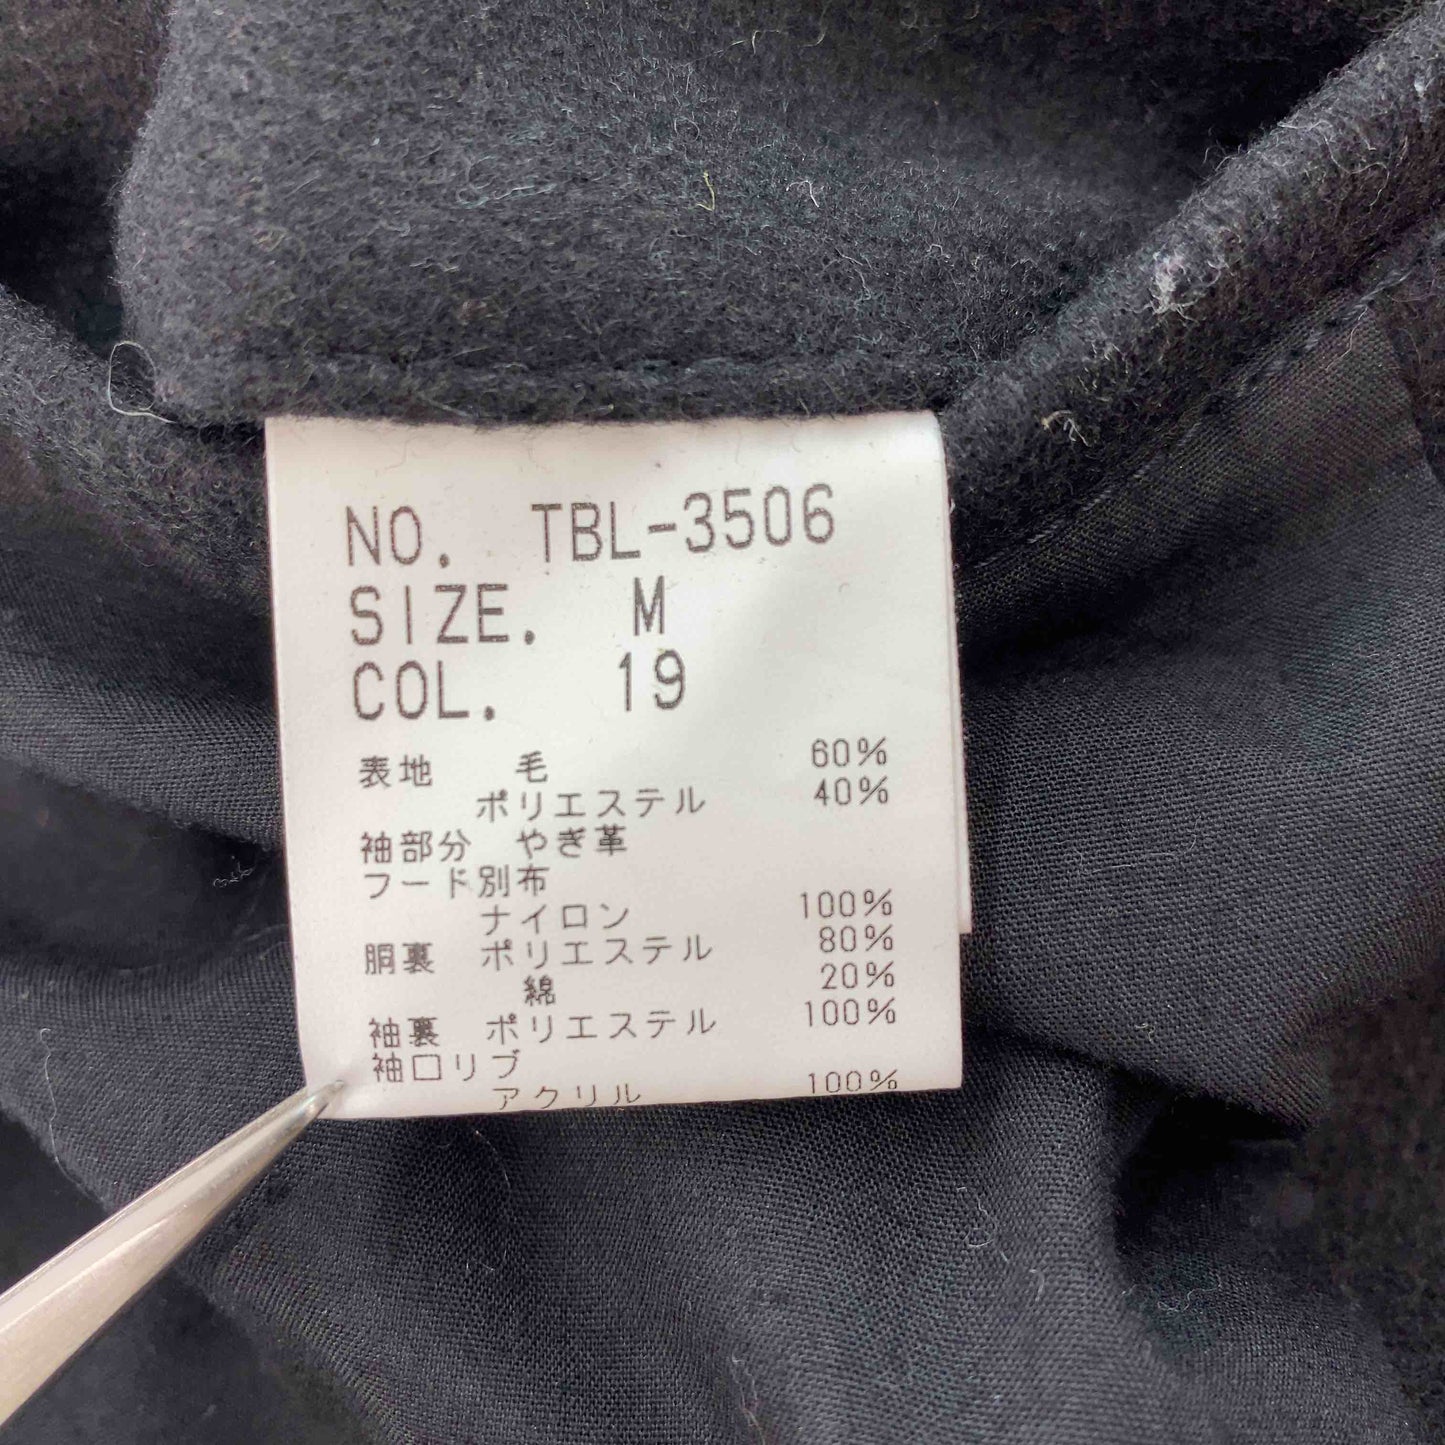 NO. TBL-3506
SIZE. M
COL. 19
表地 毛 60%
ポリエステル 40%
袖部分 やぎ革
フード別布
ナイロン 100%
胴裏 ポリエステル 80%
綿 20%
袖裏 ポリエステル 100%
袖口リブ
アクリル 100%